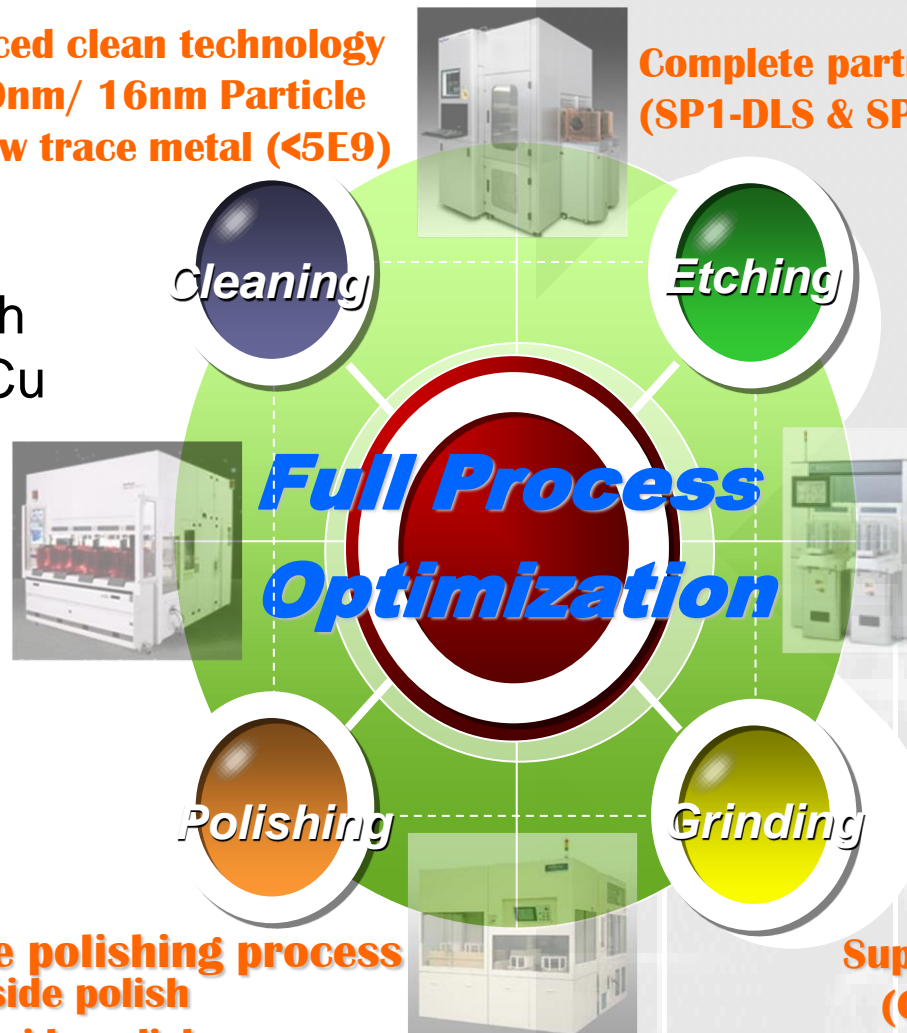 ced clean technology
0nm/ 16nm Particle
w trace metal (<5E9)
Complete part
(SP1-DLS & SP
Cleaning
Etching
h
Cu
Full Process
Optimization
Polishing
Grinding
e polishing process
side polish
Sup
(